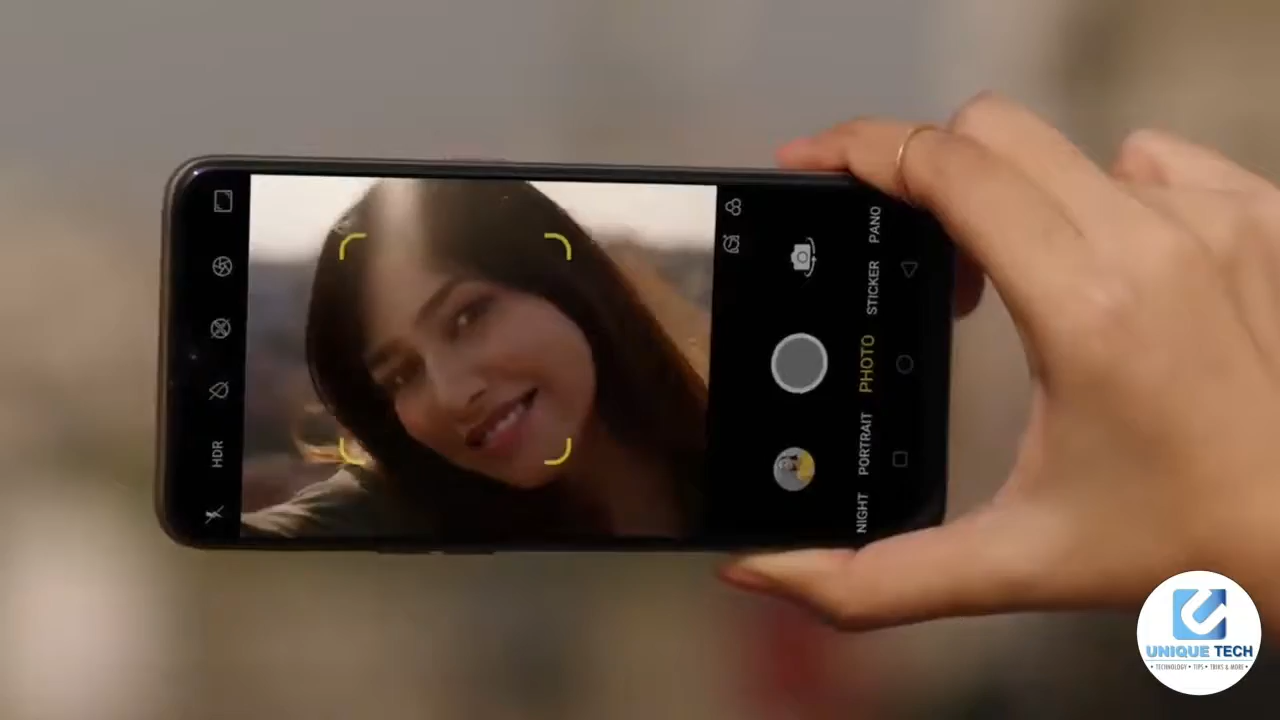 HDR
PANO
STICKER
PHOTO
PORTRAIT
NIGHT
UNIQUE TECH
• TECHNOLOGY • TIPS • TRIKS & MORE •